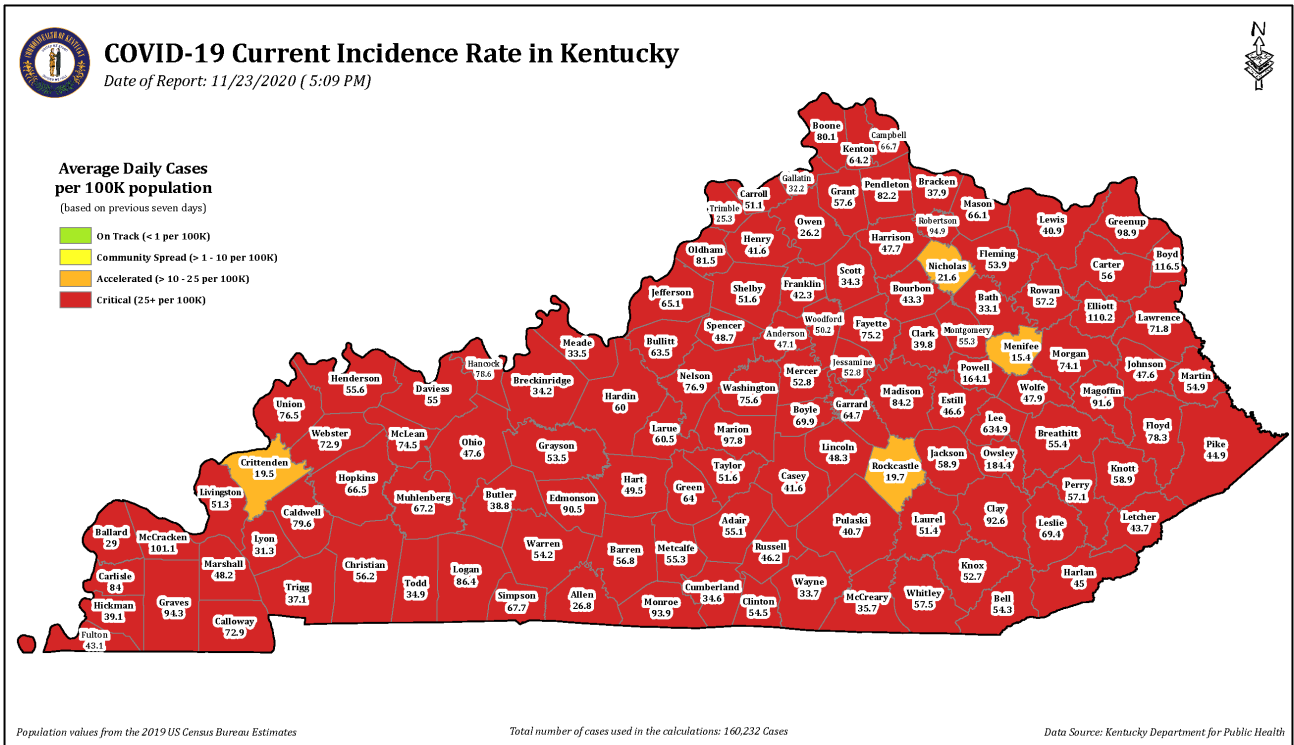 COVID-19 Current Incidence Rate in Kentucky
Date of Report: 11/23/2020 ( 5:09 PM)
N
Average Daily Cases
per 100K population
(based on previous seven days)
On Track (< 1 per 100K)
Community Spread (> 1 - 10 per 100K)
Accelerated (> 10 - 25 per 100K)
Critical (25+ per 100K)
Boone
80.1
Campbell
66.7
Kenton
64.2
Gallatin
32.2
Carroll
51.1
Trimble
25.3
Grant
57.6
Pendleton
82.2
Bracken
37.9
Mason
66.1
Robertson
94.9
Lewis
40.9
Greenup
98.9
Owen
26.2
Henry
41.6
Oldham
81.5
Harrison
47.7
Nicholas
21.6
Fleming
53.9
Carter
56
Boyd
116.5
Jefferson
65.1
Shelby
51.6
Franklin
42.3
Scott
34.3
Bourbon
43.3
Bath
33.1
Rowan
57.2
Elliott
110.2
Lawrence
71.8
Spencer
48.7
Anderson
47.1
Woodford
50.2
Fayette
75.2
Clark
39.8
Montgomery
55.3
Menifee
15.4
Morgan
74.1
Johnson
47.6
Martin
54.9
Meade
33.5
Bullitt
63.5
Hancock
78.6
Breckinridge
34.2
Nelson
76.9
Washington
75.6
Mercer
52.8
Jessamine
52.8
Powell
164.1
Wolfe
47.9
Magoffin
91.6
Henderson
55.6
Daviess
55
Union
76.5
Hardin
60
Boyle
69.9
Garrard
64.7
Madison
84.2
Estill
46.6
Lee
634.9
Breathitt
55.4
Floyd
78.3
Pike
44.9
Webster
72.9
McLean
74.5
Ohio
47.6
Grayson
53.5
Larue
60.5
Marion
97.8
Lincoln
48.3
Rockcastle
19.7
Jackson
58.9
Owsley
184.4
Knott
58.9
Crittenden
19.5
Livingston
51.3
Hopkins
66.5
Muhlenberg
67.2
Butler
38.8
Edmonson
90.5
Hart
49.5
Green
64
Taylor
51.6
Casey
41.6
Perry
57.1
Ballard
29
McCracken
101.1
Caldwell
79.6
Lyon
31.3
Adair
55.1
Pulaski
40.7
Laurel
51.4
Clay
92.6
Leslie
69.4
Letcher
43.7
Carlisle
84
Marshall
48.2
Christian
56.2
Warren
54.2
Barren
56.8
Metcalfe
55.3
Russell
46.2
Knox
52.7
Harlan
45
Hickman
39.1
Graves
94.3
Trigg
37.1
Todd
34.9
Logan
86.4
Simpson
67.7
Allen
26.8
Monroe
93.9
Cumberland
34.6
Clinton
54.5
Wayne
33.7
McCreary
35.7
Whitley
57.5
Bell
54.3
Fulton
43.1
Calloway
72.9
Population values from the 2019 US Census Bureau Estimates
Total number of cases used in the calculations: 160,232 Cases
Data Source: Kentucky Department for Public Health